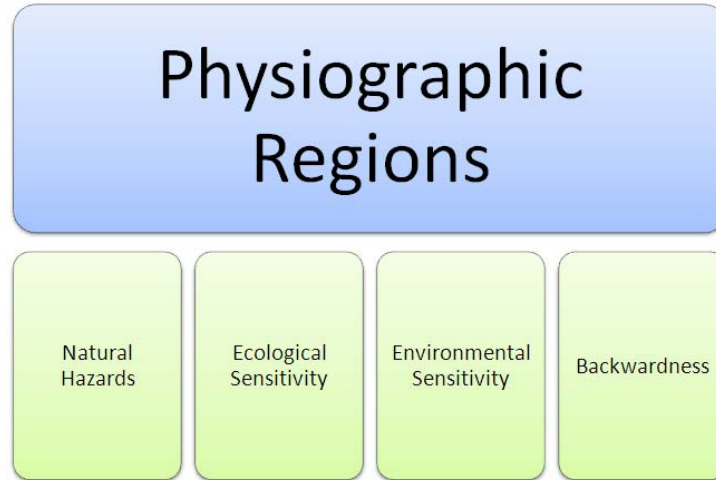 Physiographic
Regions
Natural
Hazards
Ecological
Sensitivity
Environmental
Sensitivity
Backwardness